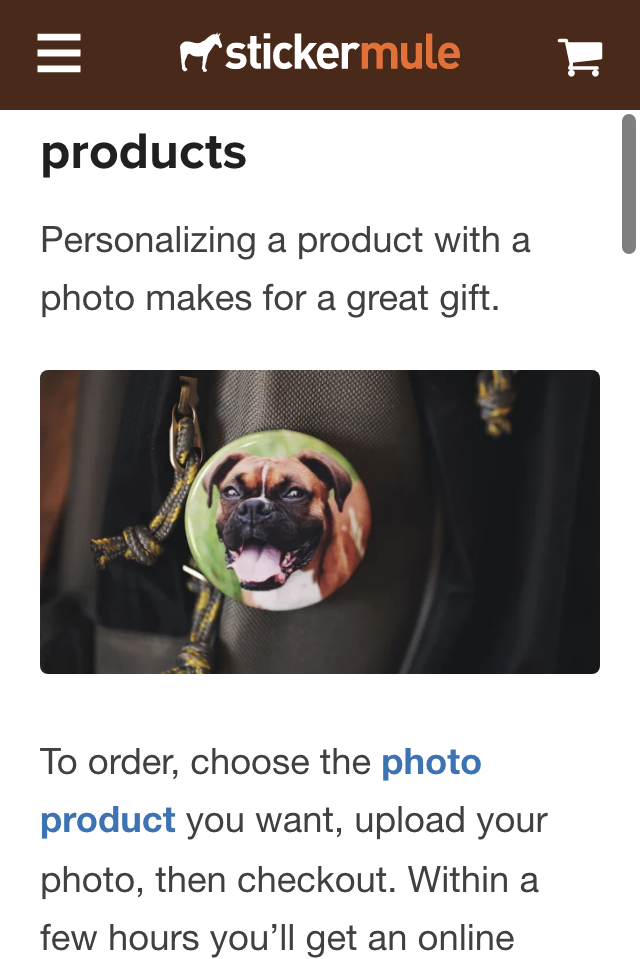 stickermule
products
Personalizing a product with a
photo makes for a great gift.
To order, choose the photo
product you want, upload your
photo, then checkout. Within a
few hours you’ll get an online